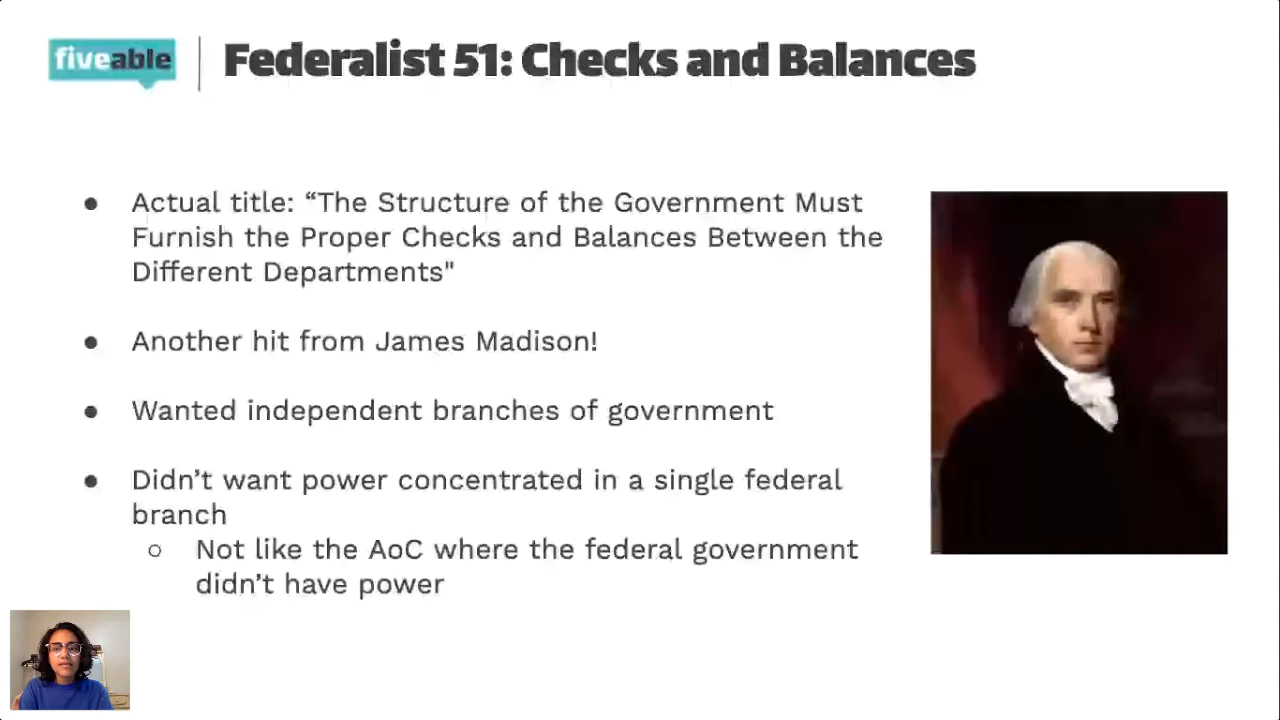 fiveable
Federalist 51: Checks and Balances
● Actual title: “The Structure of the Government Must
Furnish the Proper Checks and Balances Between the
Different Departments"
● Another hit from James Madison!
● Wanted independent branches of government
● Didn’t want power concentrated in a single federal
branch
○ Not like the AoC where the federal government
didn’t have power